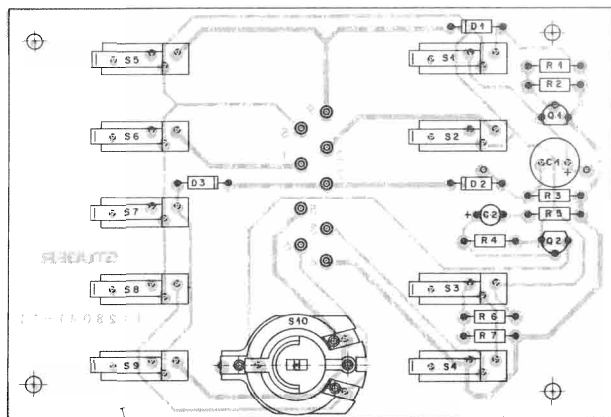 D1
S5
S1
R1
R2
Q1
S6
S2
C1
+
D3
D2
R3
S7
+
C2
R5
R4
Q2
STUDER
S8
S3
S10
R6
R7
S9
S4